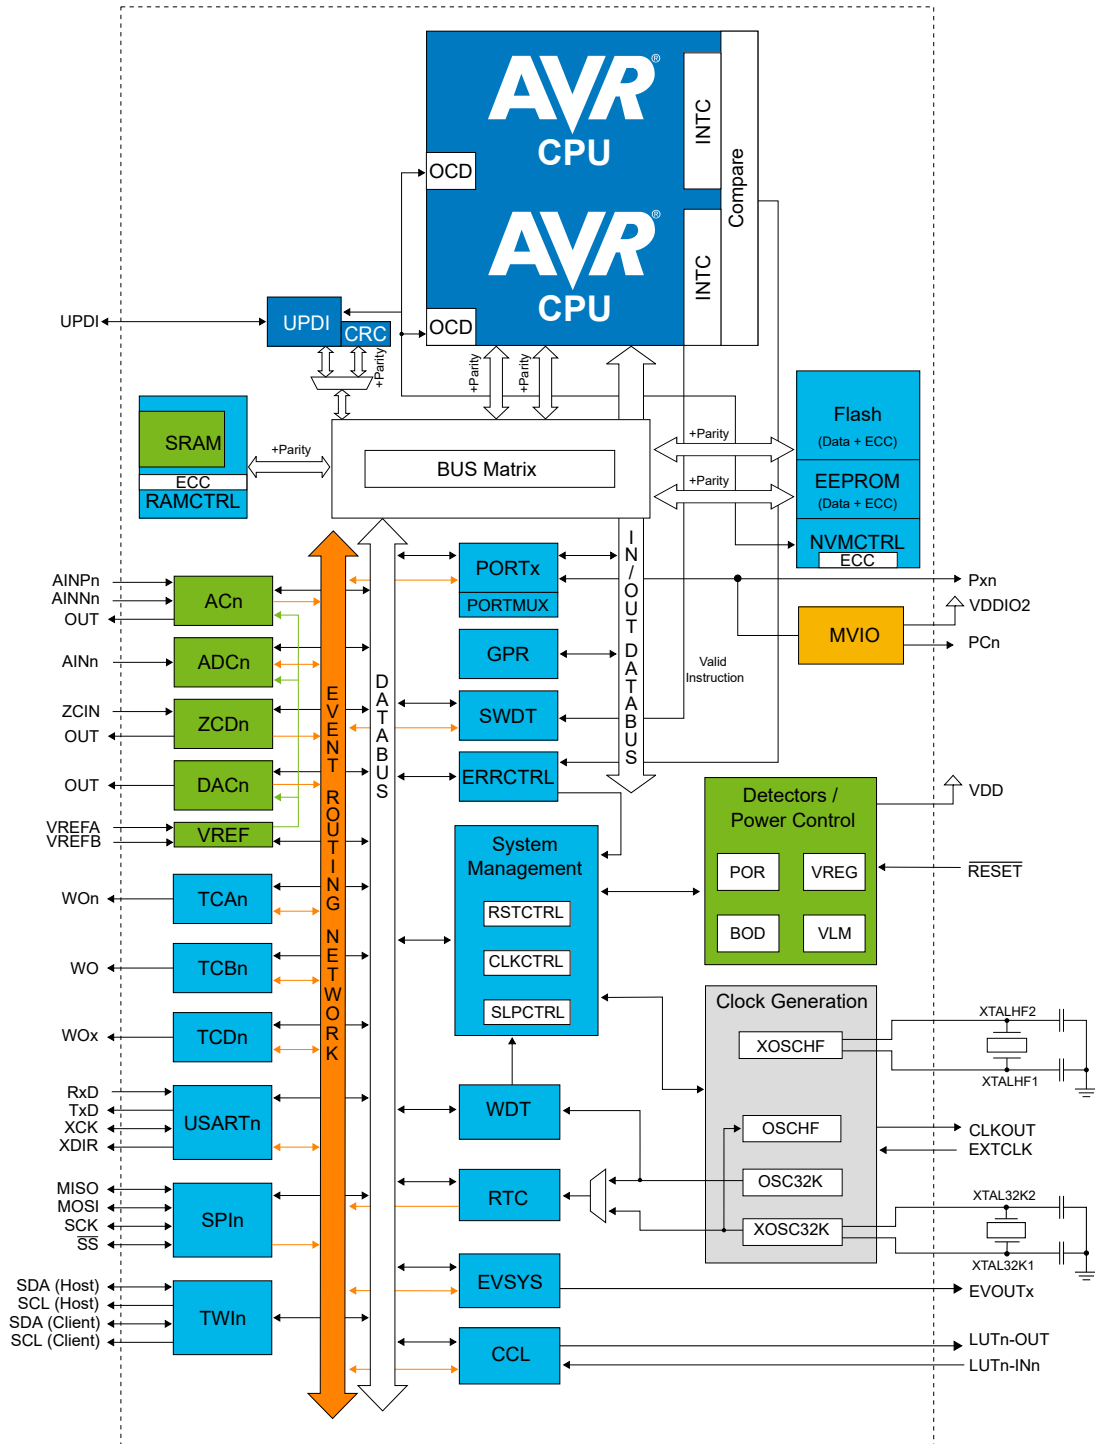 AVR®
CPU
INTC
Compare
OCD
AVR®
CPU
INTC
OCD
UPDI
UPDI
CRC
+Parity
+Parity
+Parity
SRAM
ECC
RAMCTRL
+Parity
BUS Matrix
+Parity
+Parity
Flash
(Data + ECC)
EEPROM
(Data + ECC)
NVMCTRL
ECC
AINPn
AINNn
OUT
ACn
AINn
ADCn
ZCIN
OUT
ZCDn
OUT
DACn
VREFA
VREFB
VREF
WOn
TCAn
WO
TCBn
WOx
TCDn
RxD
TxD
XCK
XDIR
USARTn
MISO
MOSI
SCK
SS
SPIn
SDA (Host)
SCL (Host)
SDA (Client)
SCL (Client)
TWIn
EVENT ROUTING NETWORK
DATABUS
IN/OUT DATABUS
PORTx
PORTMUX
GPR
SWDT
ERRCTRL
Valid
Instruction
MVIO
Pxn
VDDIO2
PCn
System
Management
RSTCTRL
CLKCTRL
SLPCTRL
Detectors /
Power Control
POR
VREG
BOD
VLM
VDD
RESET
Clock Generation
XOSCHF
OSCHF
OSC32K
XOSC32K
XTALHF2
XTALHF1
CLKOUT
EXTCLK
XTAL32K2
XTAL32K1
WDT
RTC
EVSYS
EVOUTx
CCL
LUTn-OUT
LUTn-INn